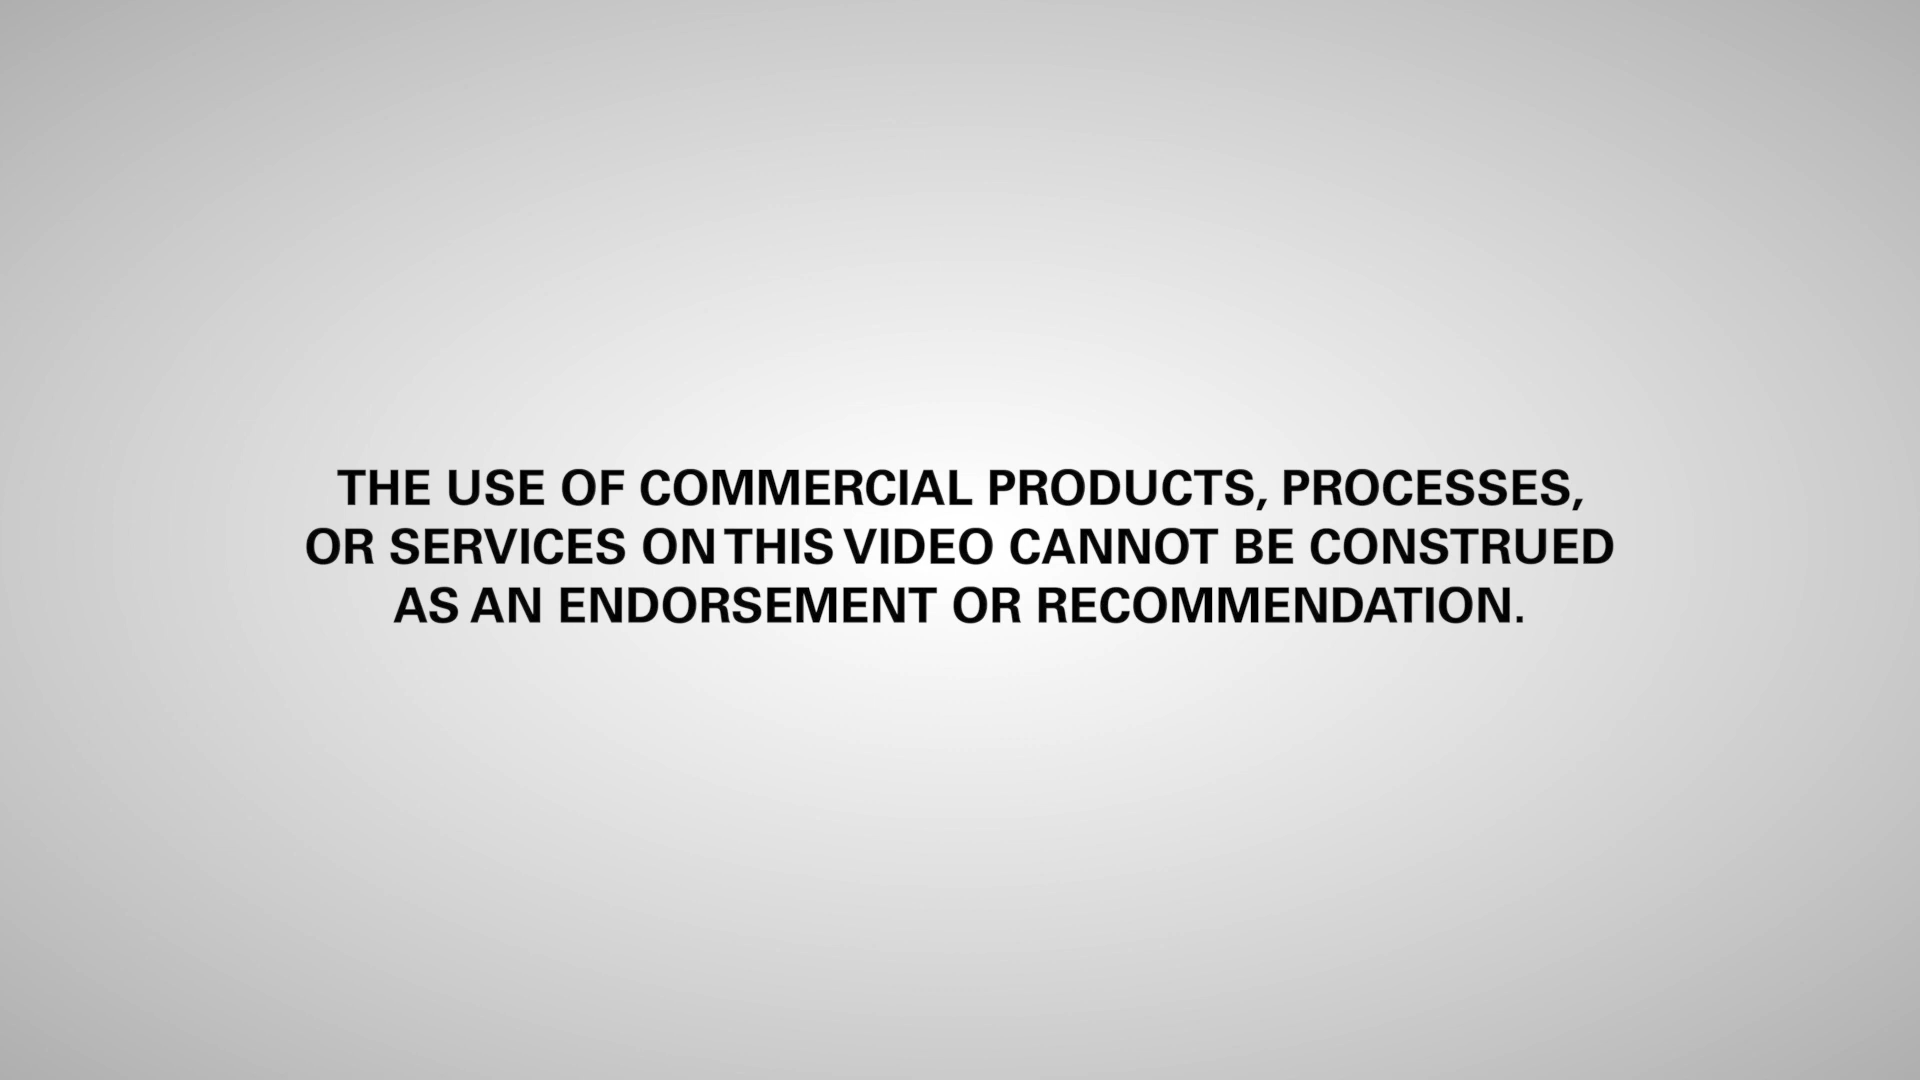 THE USE OF COMMERCIAL PRODUCTS, PROCESSES,
OR SERVICES ON THIS VIDEO CANNOT BE CONSTRUED
AS AN ENDORSEMENT OR RECOMMENDATION.